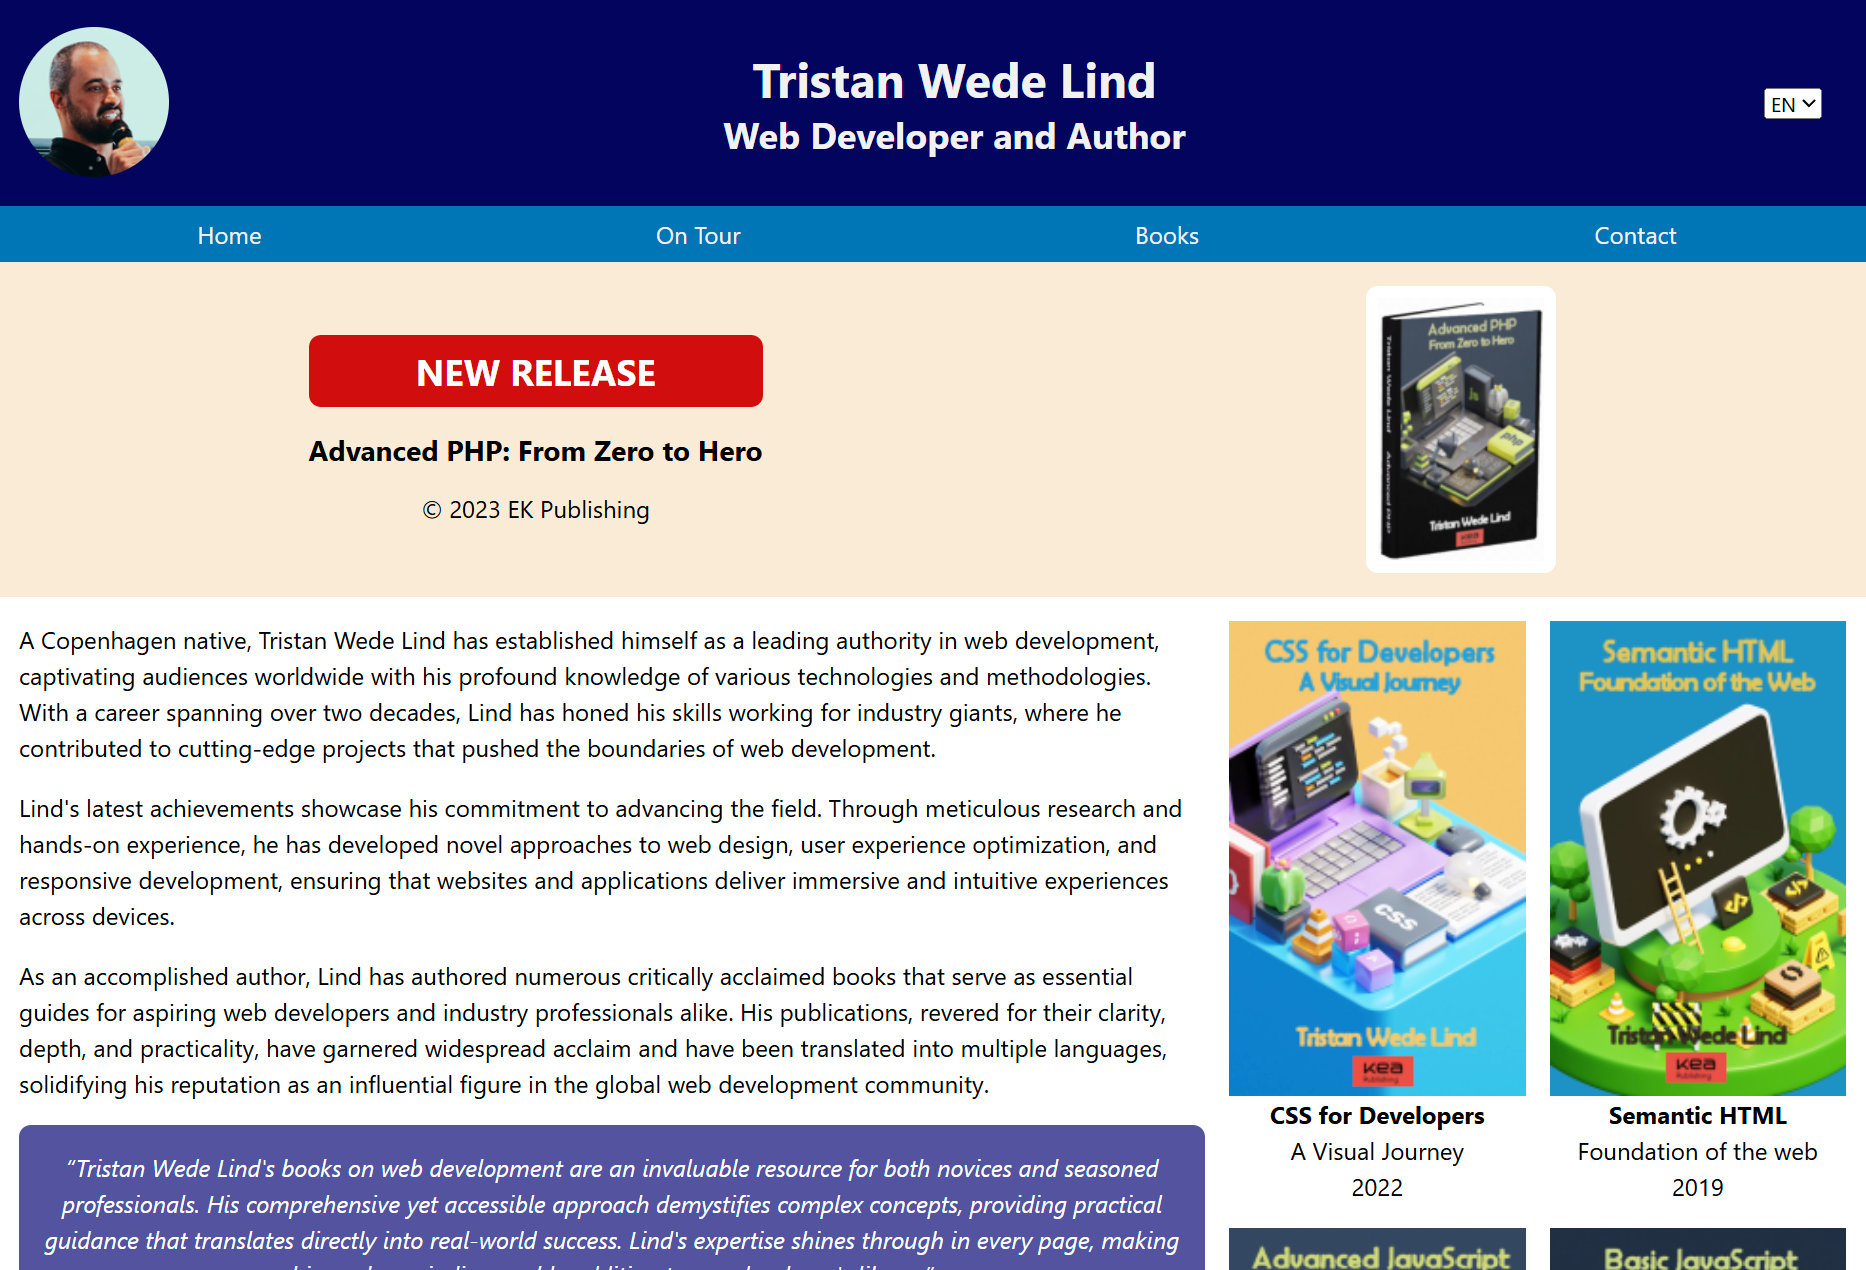 Tristan Wede Lind
Web Developer and Author
EN
Home
On Tour
Books
Contact
NEW RELEASE
Advanced PHP: From Zero to Hero
© 2023 EK Publishing
Advanced PHP
From Zero to Hero
Tristan Wede Lind
js
php
Tristan Wede Lind
A Copenhagen native, Tristan Wede Lind has established himself as a leading authority in web development,
captivating audiences worldwide with his profound knowledge of various technologies and methodologies.
With a career spanning over two decades, Lind has honed his skills working for industry giants, where he
contributed to cutting-edge projects that pushed the boundaries of web development.
Lind's latest achievements showcase his commitment to advancing the field. Through meticulous research and
hands-on experience, he has developed novel approaches to web design, user experience optimization, and
responsive development, ensuring that websites and applications deliver immersive and intuitive experiences
across devices.
As an accomplished author, Lind has authored numerous critically acclaimed books that serve as essential
guides for aspiring web developers and industry professionals alike. His publications, revered for their clarity,
depth, and practicality, have garnered widespread acclaim and have been translated into multiple languages,
solidifying his reputation as an influential figure in the global web development community.
“Tristan Wede Lind's books on web development are an invaluable resource for both novices and seasoned
professionals. His comprehensive yet accessible approach demystifies complex concepts, providing practical
guidance that translates directly into real-world success. Lind's expertise shines through in every page, making
CSS for Developers
A Visual Journey
CSS
Tristan Wede Lind
kea
Publishing
CSS for Developers
A Visual Journey
2022
Semantic HTML
Foundation of the Web
Tristan Wede Lind
kea
Publishing
Semantic HTML
Foundation of the web
2019
Advanced JavaScript
Basic JavaScript